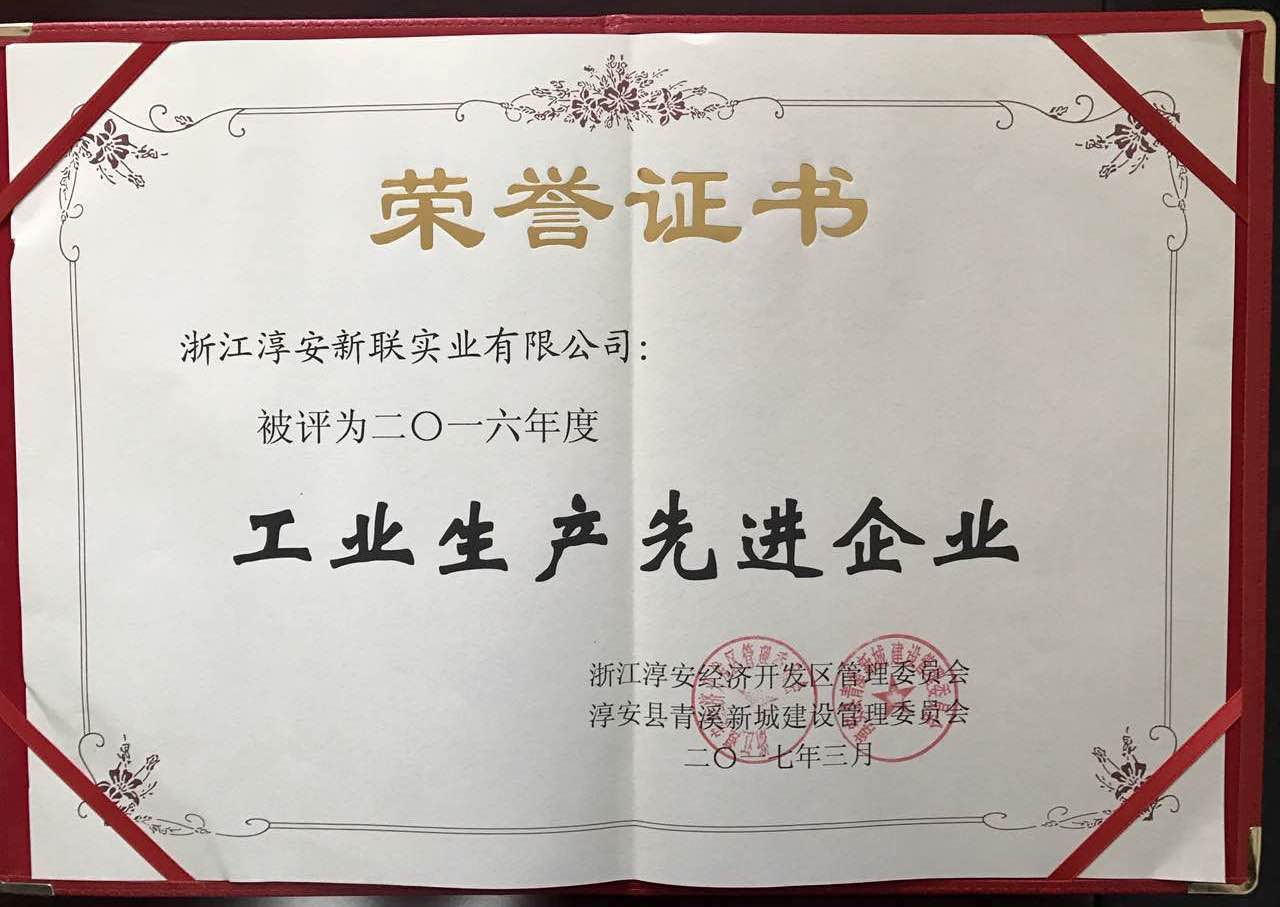 荣誉证书
浙江淳安新联实业有限公司：
被评为二〇一六年度
工业生产先进企业
浙江淳安经济开发区管理委员会
淳安县青溪新城建设管理委员会
二〇一七年三月